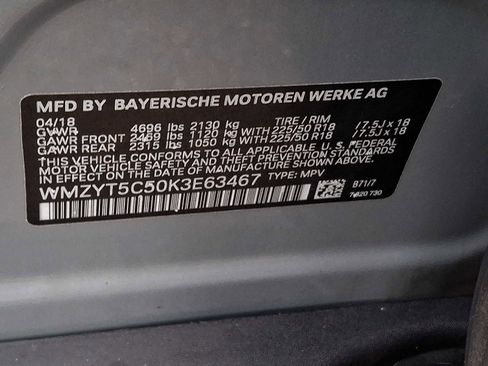 MFD BY BAYERISCHE MOTOREN WERKE AG
04/18 TIRE / RIM
GVWR 4696 lbs 2130 kg
GAWR FRONT 2469 lbs 1120 kg WITH 225/50 R18 / 7.5J x 18
GAWR REAR 2315 lbs 1050 kg WITH 225/50 R18 / 7.5J x 18
THIS VEHICLE CONFORMS TO ALL APPLICABLE U.S. FEDERAL
MOTOR VEHICLE SAFETY AND THEFT PREVENTION STANDARDS
IN EFFECT ON THE DATE OF MANUFACTURE SHOWN ABOVE.
WMZYT5C50K3E63467 TYPE: MPV
B71/7
7 820 730